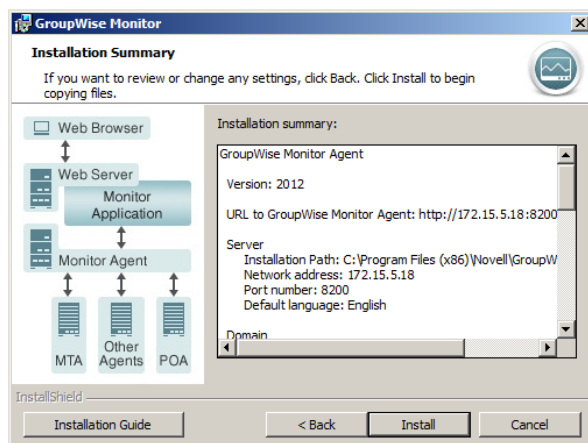 GroupWise Monitor
Installation Summary
If you want to review or change any settings, click Back. Click Install to begin
copying files.
Web Browser
Web Server
Monitor
Application
Monitor Agent
MTA
Other
Agents
POA
Installation summary:
GroupWise Monitor Agent
Version: 2012
URL to GroupWise Monitor Agent: http://172.15.5.18:8200
Server
Installation Path: C:\Program Files (x86)\Novell\GroupW
Network address: 172.15.5.18
Port number: 8200
Default language: English
Domain
InstallShield
Installation Guide
< Back
Install
Cancel